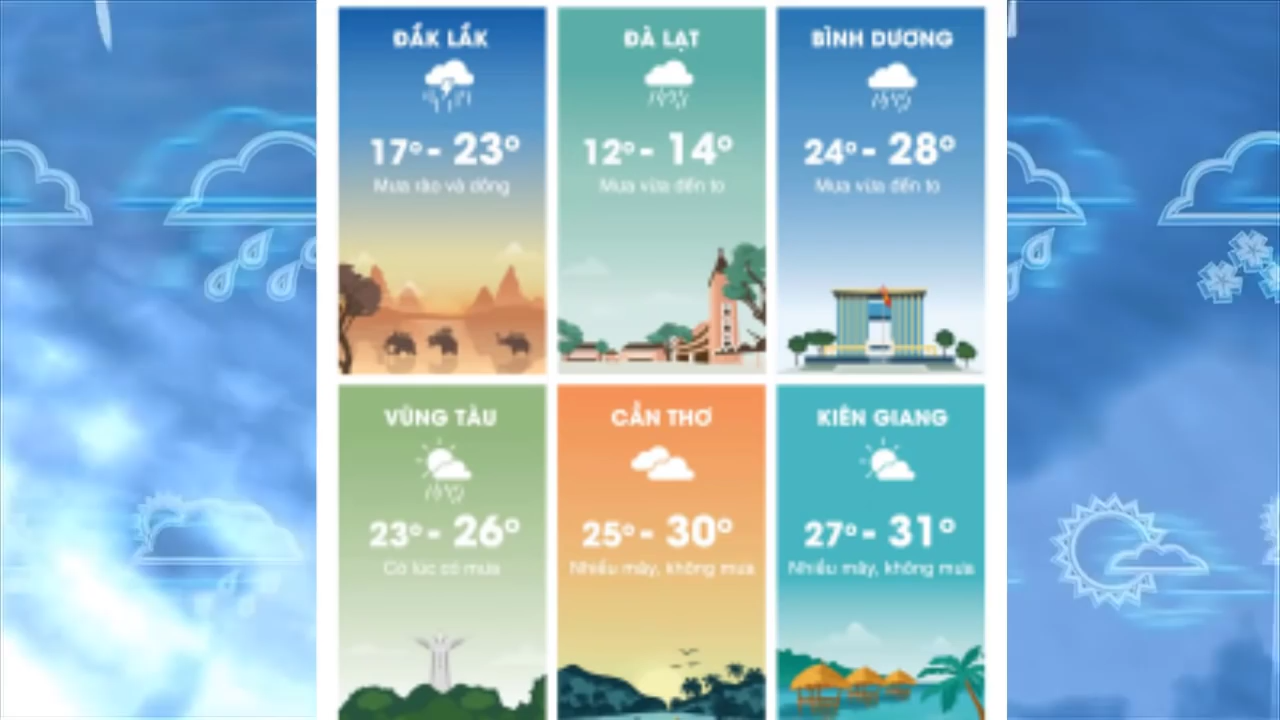 ĐẮK LẮK
17° - 23°
Mưa rào và dông
ĐÀ LẠT
12° - 14°
Mưa vừa đến to
BÌNH DƯƠNG
24° - 28°
Mưa vừa đến to
VŨNG TÀU
23° - 26°
Có lúc có mưa
CẦN THƠ
25° - 30°
Nhiều mây, không mưa
KIÊN GIANG
27° - 31°
Nhiều mây, không mưa